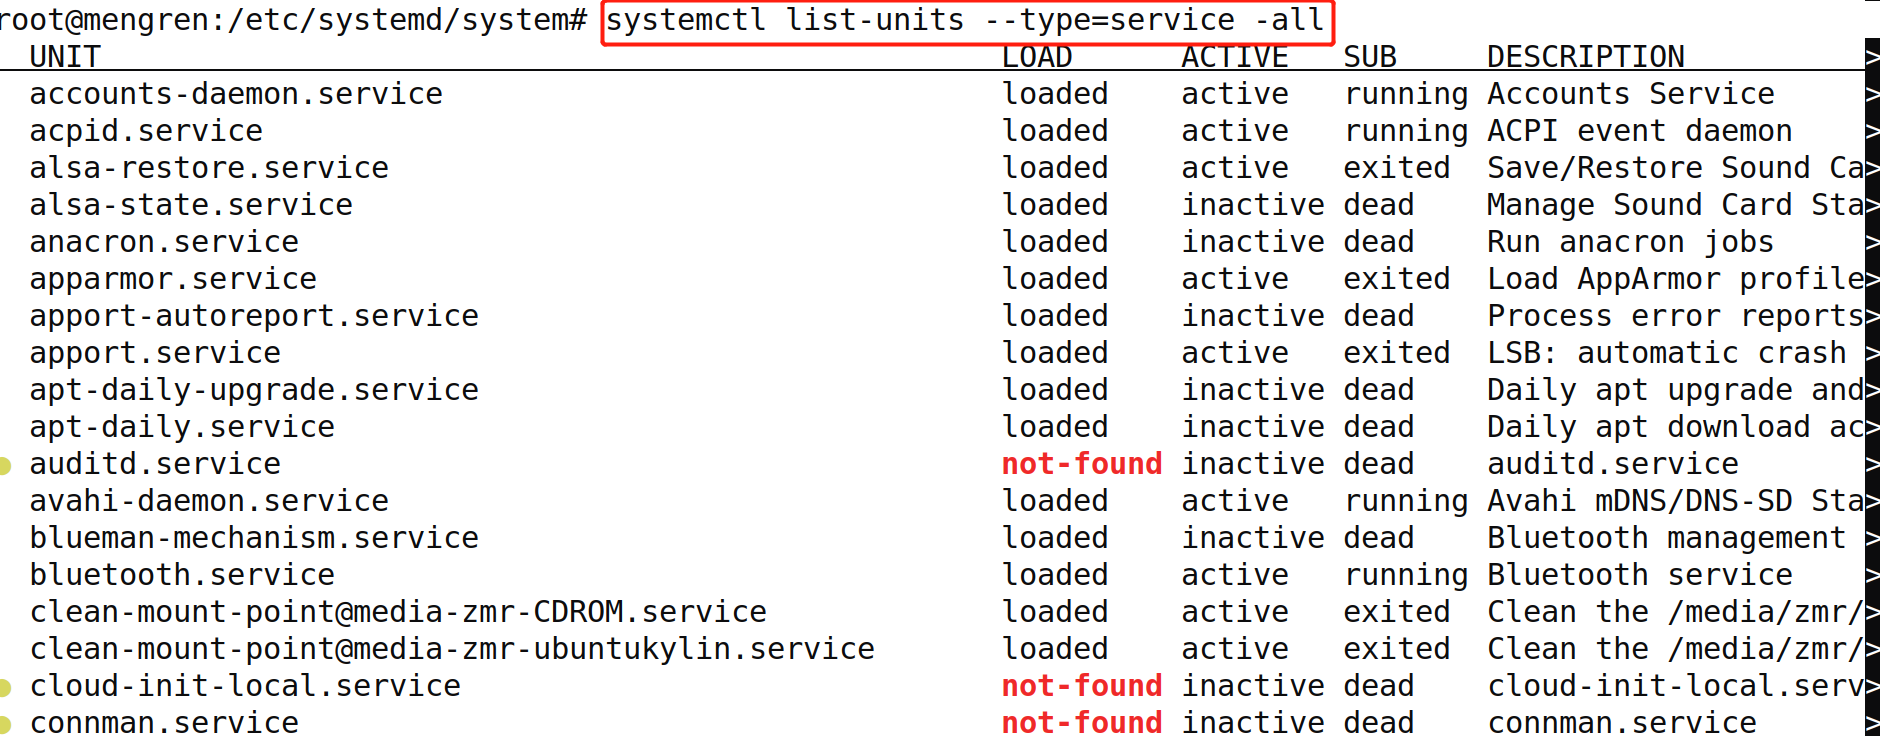 root@mengren:/etc/systemd/system# systemctl list-units --type=service -all
UNIT LOAD ACTIVE SUB DESCRIPTION >
accounts-daemon.service loaded active running Accounts Service >
acpid.service loaded active running ACPI event daemon >
alsa-restore.service loaded active exited Save/Restore Sound Ca>
alsa-state.service loaded inactive dead Manage Sound Card Sta>
anacron.service loaded inactive dead Run anacron jobs >
apparmor.service loaded active exited Load AppArmor profile>
apport-autoreport.service loaded inactive dead Process error reports>
apport.service loaded active exited LSB: automatic crash >
apt-daily-upgrade.service loaded inactive dead Daily apt upgrade and>
apt-daily.service loaded inactive dead Daily apt download ac>
● auditd.service not-found inactive dead auditd.service >
avahi-daemon.service loaded active running Avahi mDNS/DNS-SD Sta>
blueman-mechanism.service loaded inactive dead Bluetooth management >
bluetooth.service loaded active running Bluetooth service >
clean-mount-point@media-zmr-CDROM.service loaded active exited Clean the /media/zmr/>
clean-mount-point@media-zmr-ubuntukylin.service loaded active exited Clean the /media/zmr/>
● cloud-init-local.service not-found inactive dead cloud-init-local.serv>
● connman.service not-found inactive dead connman.service >